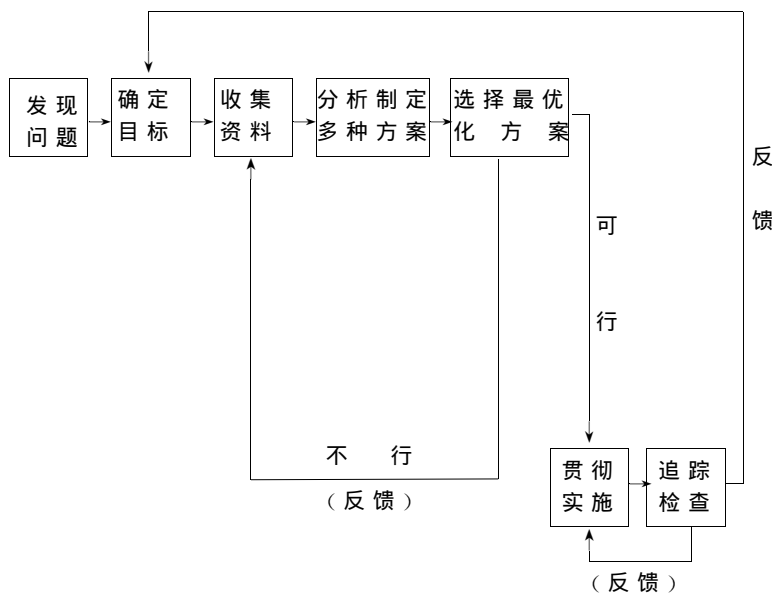 发现
问题
确定
目标
收集
资料
分析制定
多种方案
选择最优
化方案
反
馈
可
行
不行
（反馈）
贯彻
实施
追踪
检查
（反馈）